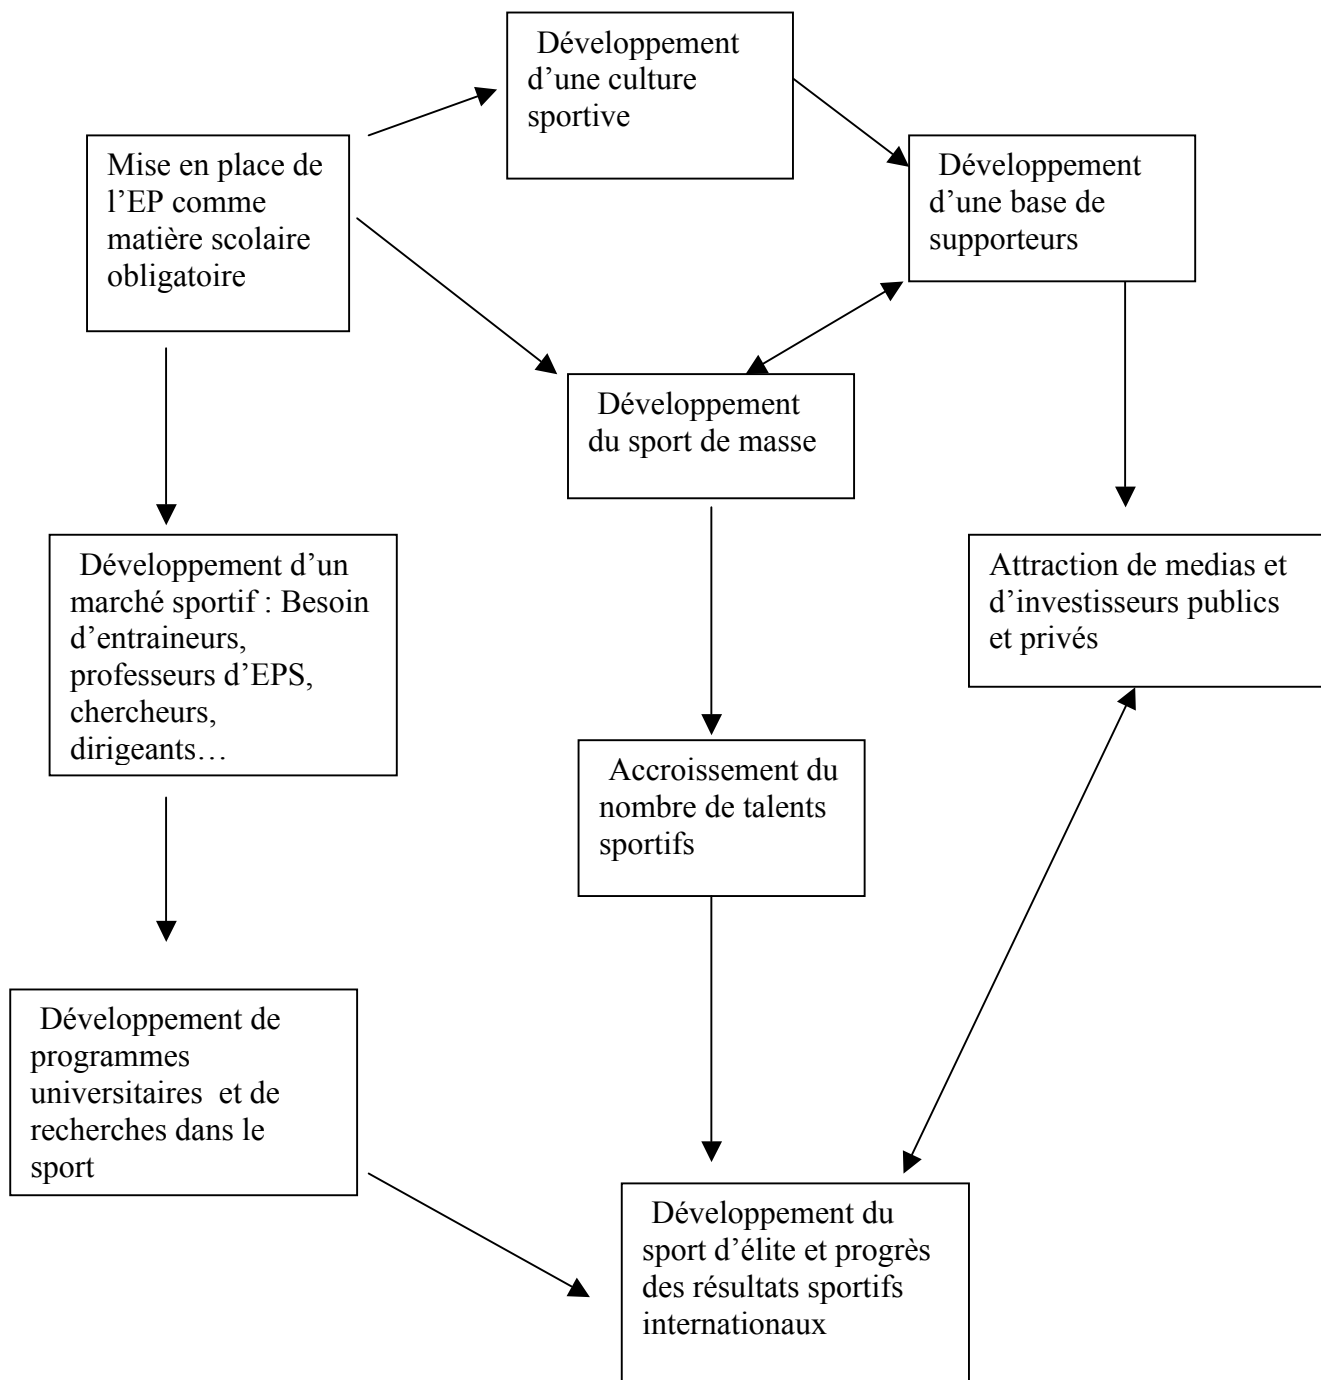 Développement
d’une culture
sportive
Mise en place de
l’EP comme
matière scolaire
obligatoire
Développement
d’une base de
supporteurs
Développement
du sport de masse
Développement d’un
marché sportif : Besoin
d’entraineurs,
professeurs d’EPS,
chercheurs,
dirigeants…
Attraction de medias et
d’investisseurs publics
et privés
Accroissement du
nombre de talents
sportifs
Développement de
programmes
universitaires et de
recherches dans le
sport
Développement du
sport d’élite et progrès
des résultats sportifs
internationaux